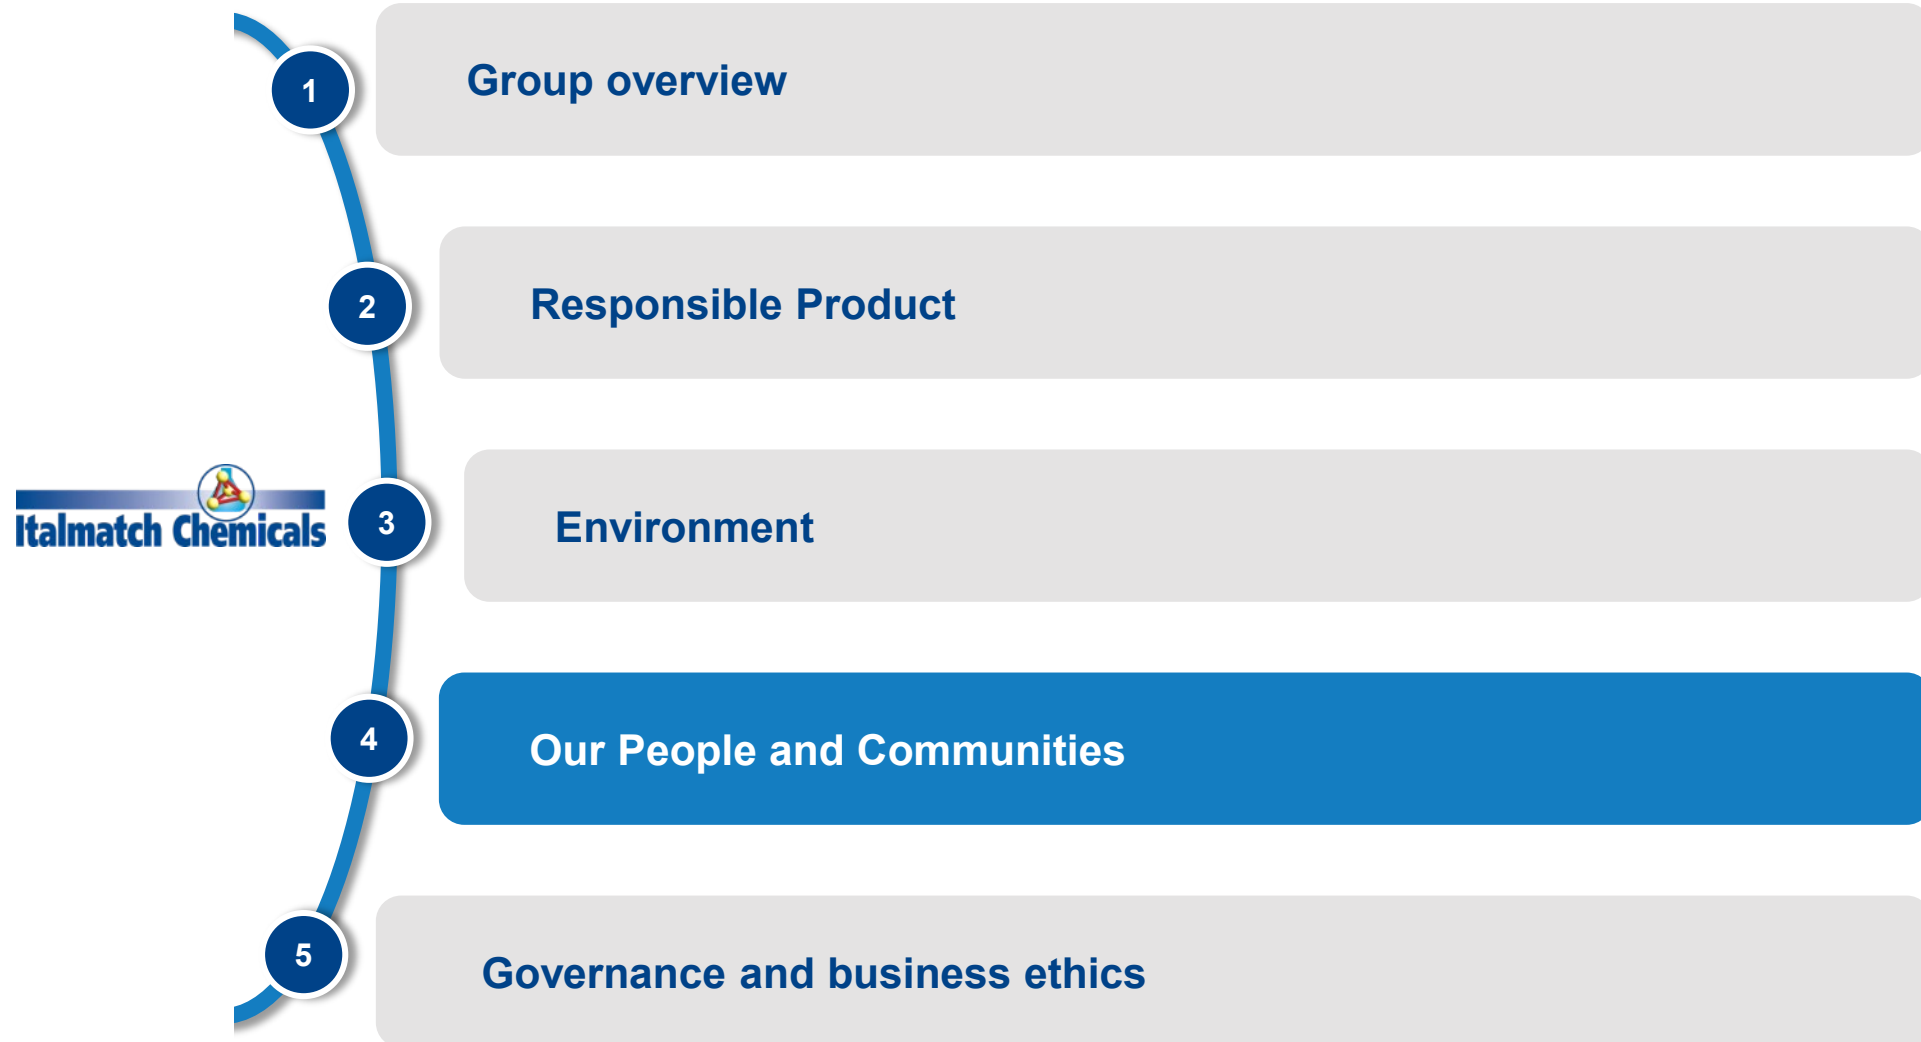 1
Group overview
2
Responsible Product
Italmatch Chemicals
3
Environment
4
Our People and Communities
5
Governance and business ethics